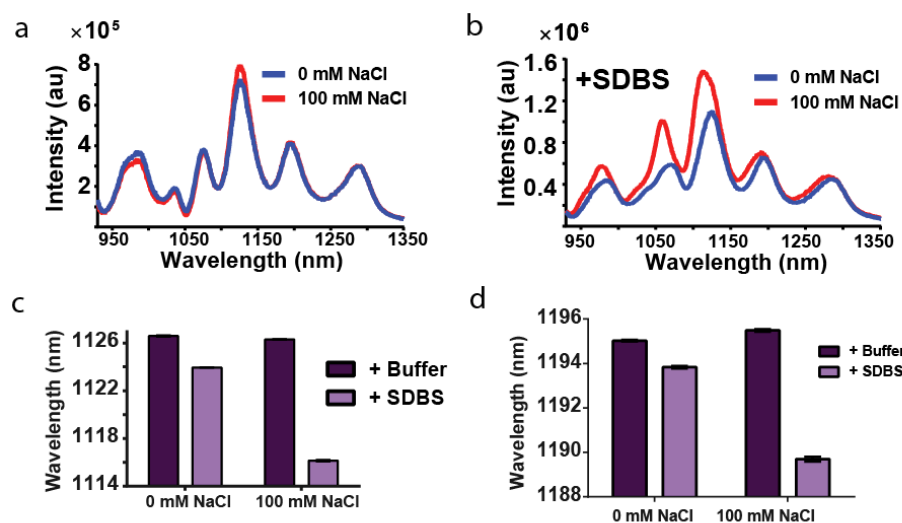 a
× 10⁵
Intensity (au)
8
6
4
2
0 mM NaCl
100 mM NaCl
950
1050
1150
1250
1350
Wavelength (nm)
b
× 10⁶
Intensity (au)
1.6
1.2
0.8
0.4
+SDBS
0 mM NaCl
100 mM NaCl
950
1050
1150
1250
1350
Wavelength (nm)
c
Wavelength (nm)
1126
1122
1118
1114
+ Buffer
+ SDBS
0 mM NaCl
100 mM NaCl
d
Wavelength (nm)
1196
1194
1192
1190
1188
+ Buffer
+ SDBS
0 mM NaCl
100 mM NaCl